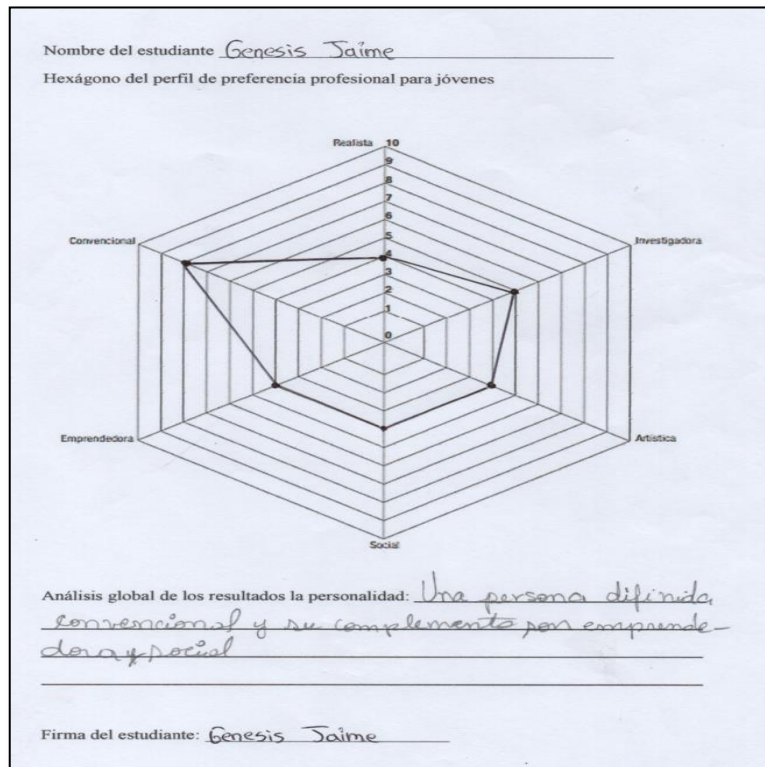 Nombre del estudiante Genesis Jaime
Hexágono del perfil de preferencia profesional para jóvenes
Realista 10
9
8
7
Convencional 6 Investigadora
5
4
3
2
1
0
Emprendedora Artística
Social
Análisis global de los resultados la personalidad: Una persona difinida
convencional y su complemento son emprende-
dora y social
Firma del estudiante: Genesis Jaime